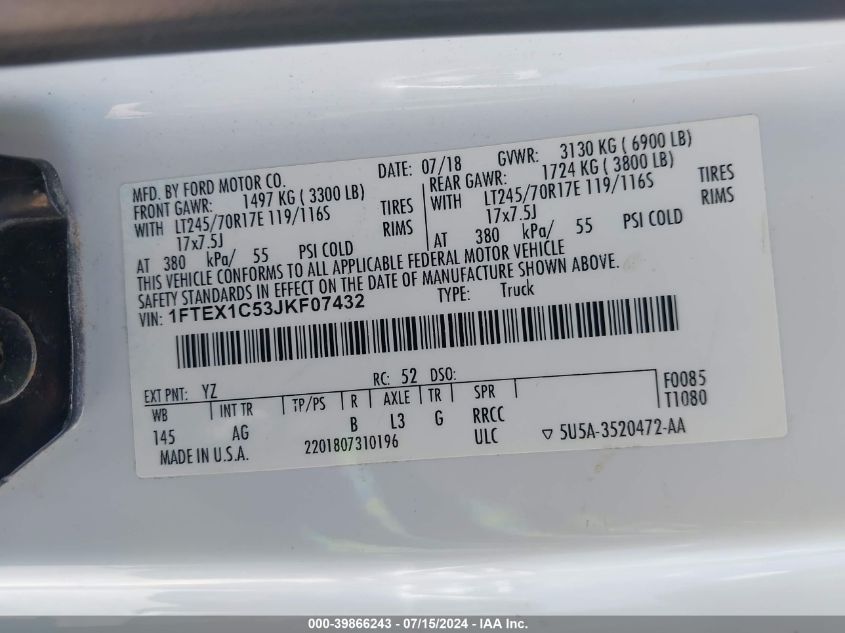 MFD. BY FORD MOTOR CO. DATE: 07/18 GVWR: 3130 KG ( 6900 LB)
FRONT GAWR: 1497 KG ( 3300 LB) REAR GAWR: 1724 KG ( 3800 LB)
WITH LT245/70R17E 119/116S TIRES WITH LT245/70R17E 119/116S TIRES
17x7.5J RIMS 17x7.5J RIMS
AT 380 kPa/ 55 PSI COLD AT 380 kPa/ 55 PSI COLD
THIS VEHICLE CONFORMS TO ALL APPLICABLE FEDERAL MOTOR VEHICLE
SAFETY STANDARDS IN EFFECT ON THE DATE OF MANUFACTURE SHOWN ABOVE.
VIN: 1FTEX1C53JKF07432 TYPE: Truck
EXT PNT: YZ RC: 52 DSO: F0085
WB INT TR TP/PS R AXLE TR SPR T1080
145 AG B L3 G RRCC
MADE IN U.S.A. 2201807310196 ULC ▽ 5U5A-3520472-AA
000-39866243 - 07/15/2024 - IAA Inc.